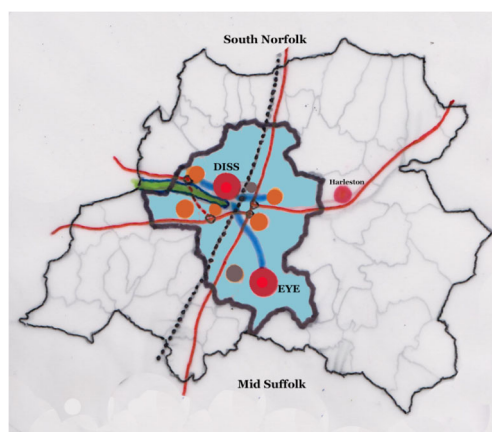 South Norfolk
DISS
Harleston
EYE
Mid Suffolk